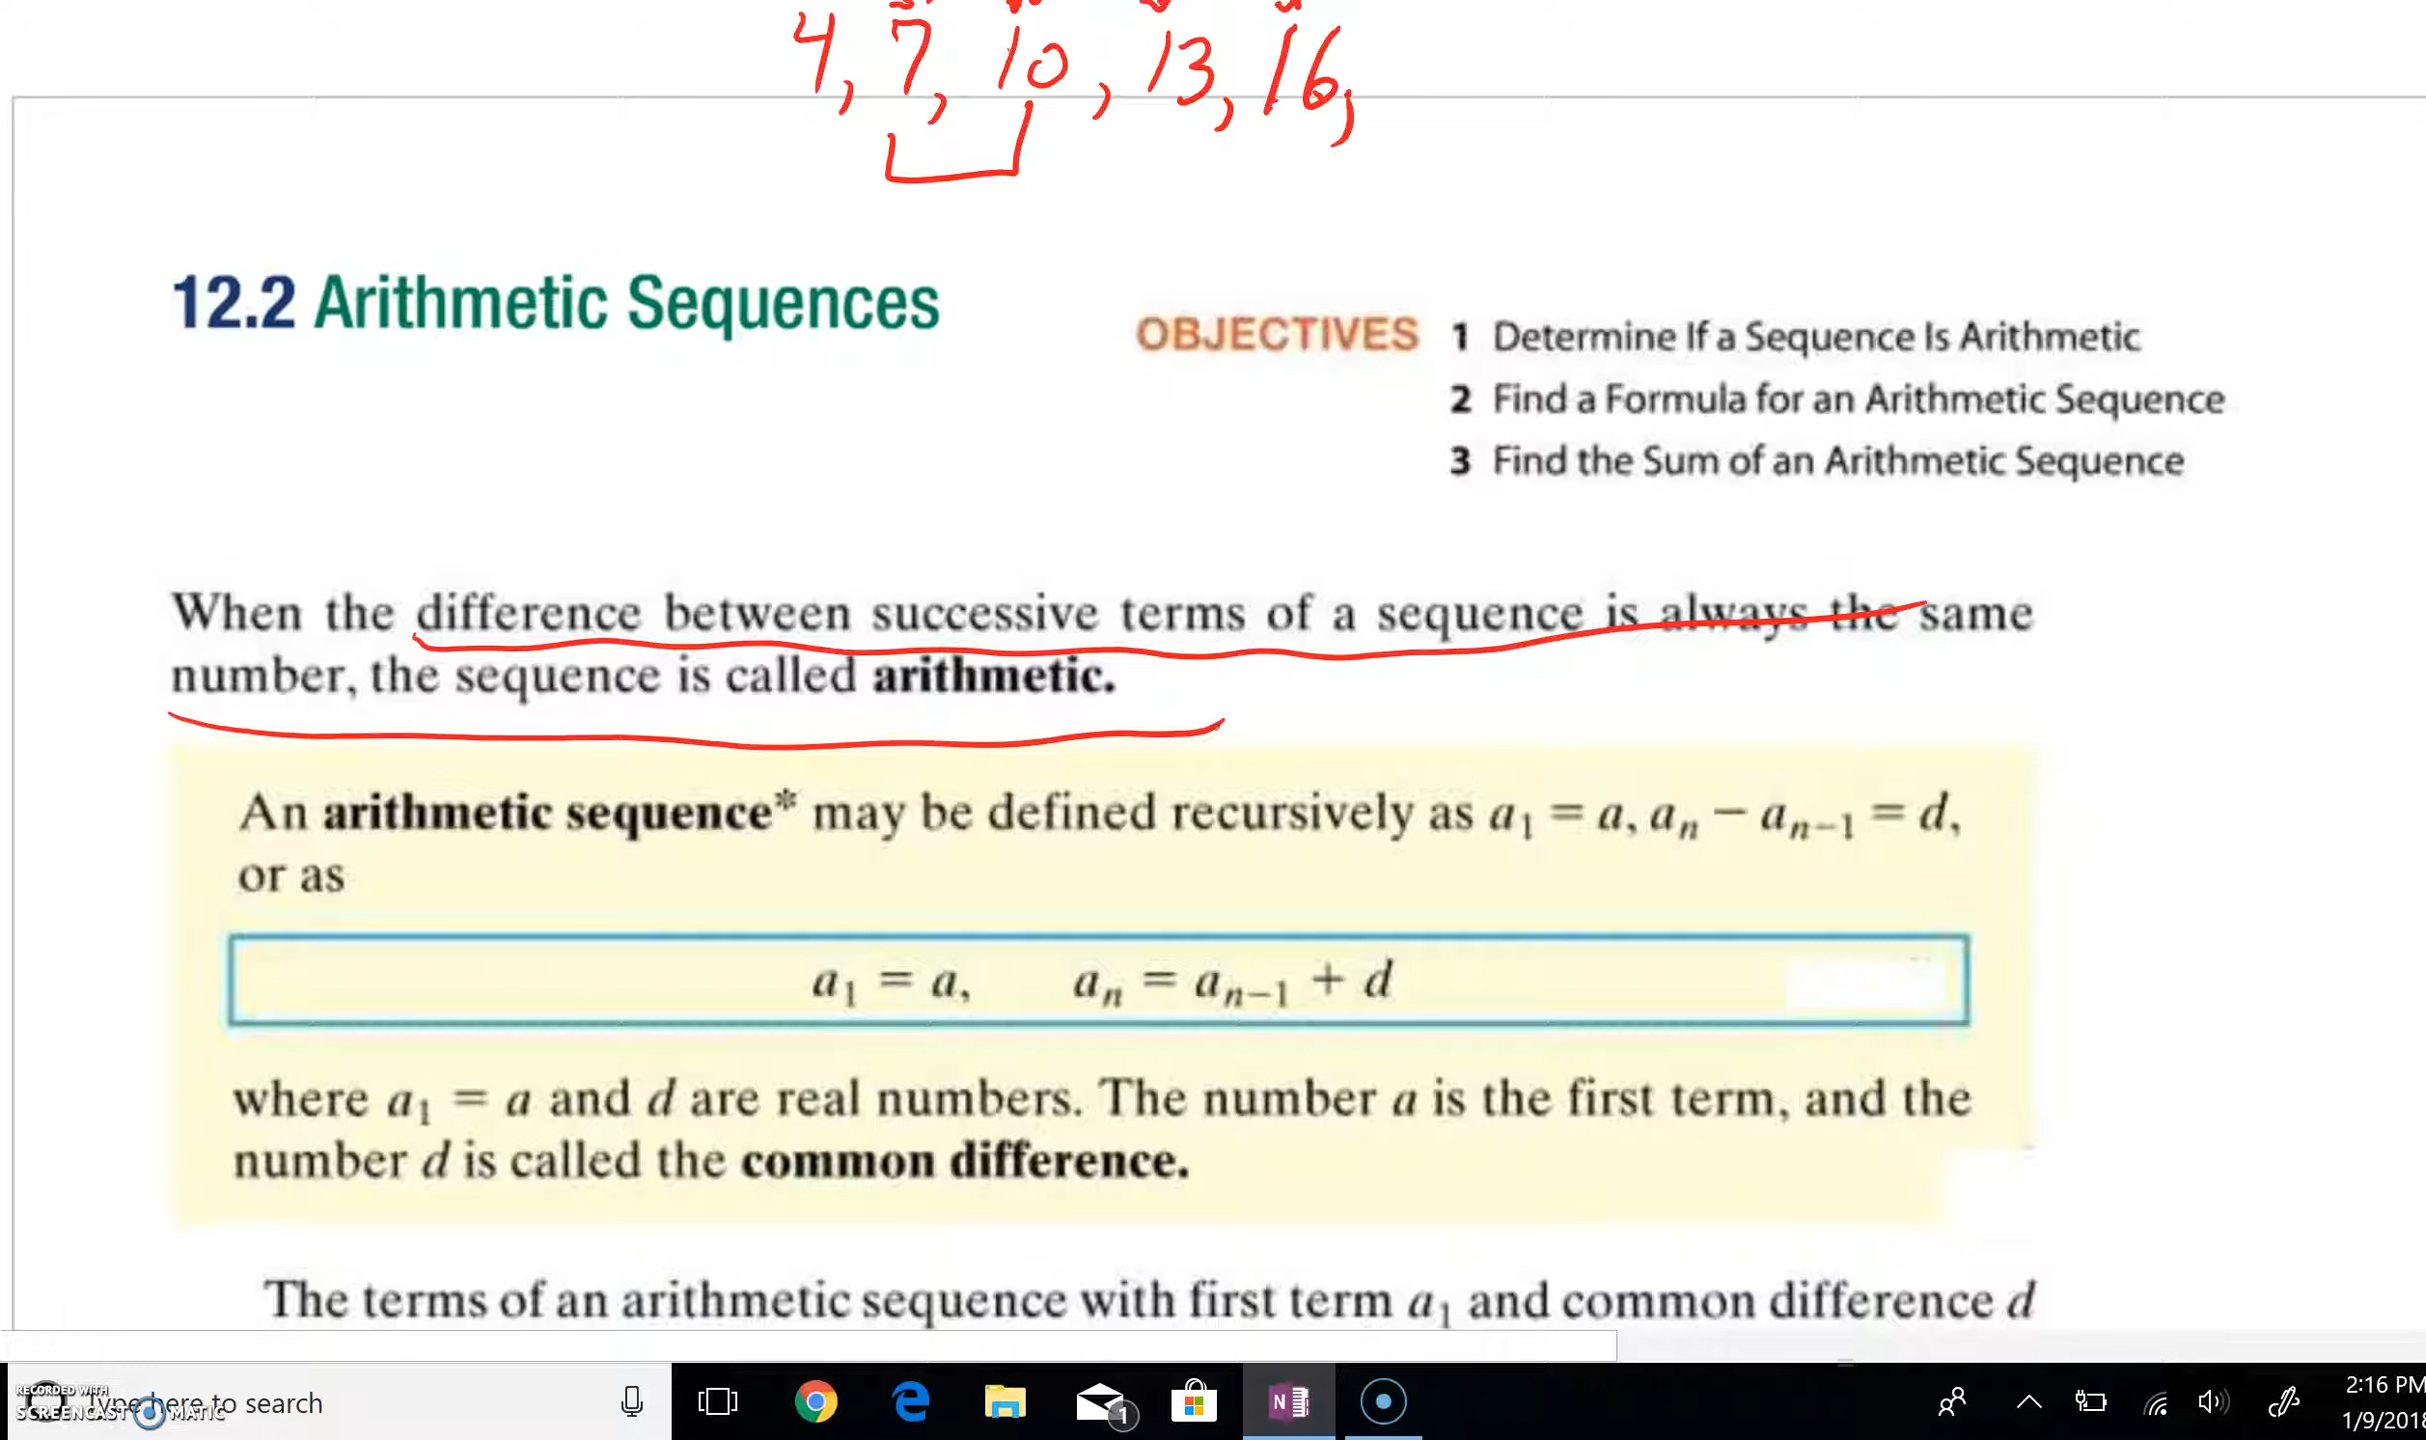 4, 7, 10, 13, 16,
12.2 Arithmetic Sequences
OBJECTIVES 1 Determine If a Sequence Is Arithmetic
2 Find a Formula for an Arithmetic Sequence
3 Find the Sum of an Arithmetic Sequence
When the difference between successive terms of a sequence is always the same
number, the sequence is called arithmetic.
An arithmetic sequence* may be defined recursively as a₁ = a, aₙ − aₙ₋₁ = d,
or as
a₁ = a, aₙ = aₙ₋₁ + d
where a₁ = a and d are real numbers. The number a is the first term, and the
number d is called the common difference.
The terms of an arithmetic sequence with first term a₁ and common difference d
RECORDED WITH
SCREENCAST MATIC
Type here to search
1
N
2:16 PM
1/9/2018